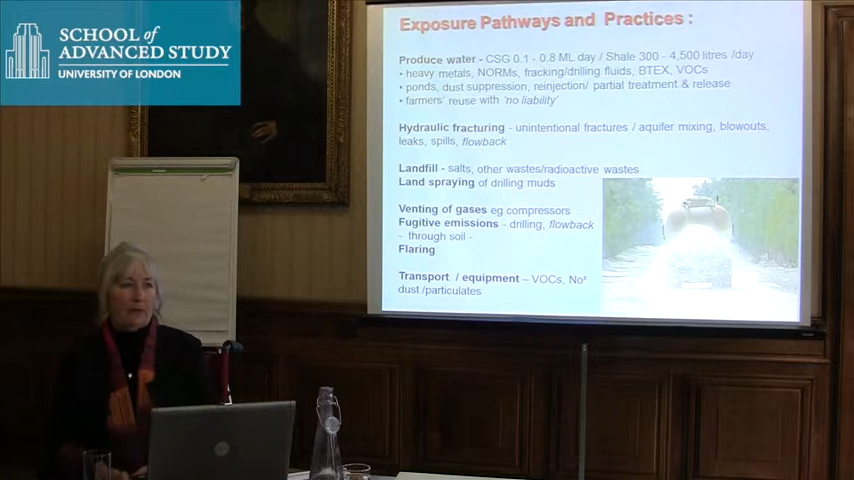 SCHOOL of
ADVANCED STUDY
UNIVERSITY OF LONDON
Exposure Pathways and Practices :
Produce water - CSG 0.1 - 0.8 ML day / Shale 300 - 4,500 litres /day
• heavy metals, NORMs, fracking/drilling fluids, BTEX, VOCs
• ponds, dust suppression, reinjection/ partial treatment & release
• farmers' reuse with 'no liability'
Hydraulic fracturing - unintentional fractures / aquifer mixing, blowouts,
leaks, spills, flowback
Landfill - salts, other wastes/radioactive wastes
Land spraying of drilling muds
Venting of gases eg compressors
Fugitive emissions - drilling, flowback
- through soil -
Flaring
Transport / equipment – VOCs, Noˣ
dust /particulates